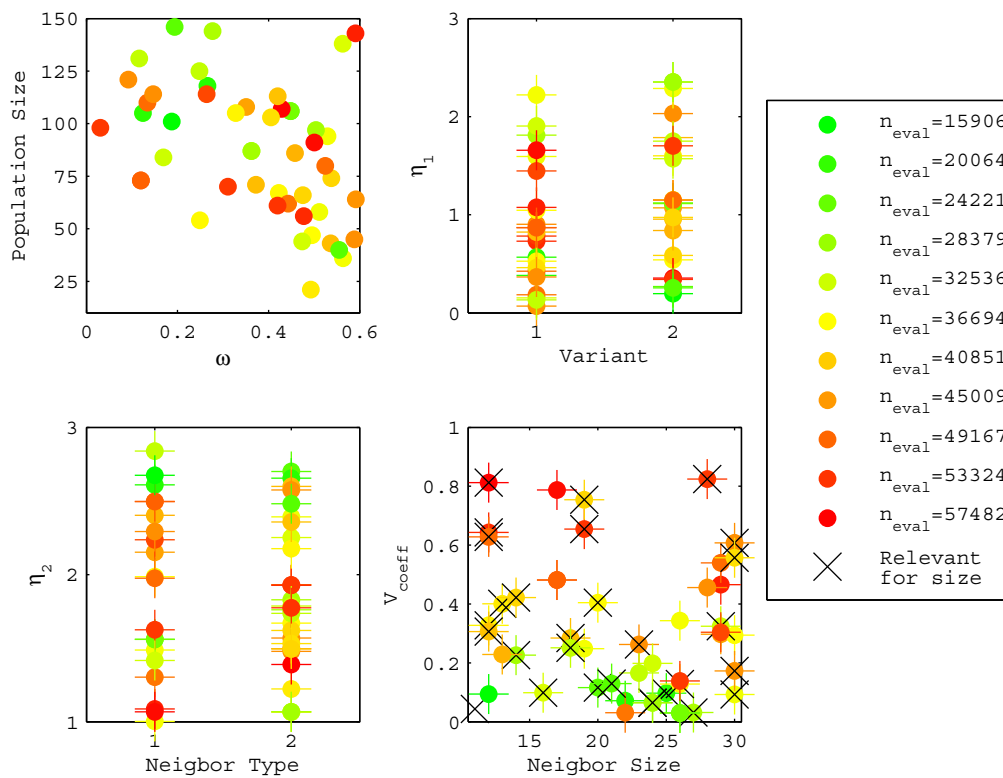 150
125
100
75
50
25
0
0.2
0.4
0.6
Population Size
ω
3
2
1
0
1
2
η1
Variant
3
2
1
1
2
η2
Neigbor Type
1
0.8
0.6
0.4
0.2
0
15
20
25
30
Vcoeff
Neigbor Size
neval=15906
neval=20064
neval=24221
neval=28379
neval=32536
neval=36694
neval=40851
neval=45009
neval=49167
neval=53324
neval=57482
Relevant
for size